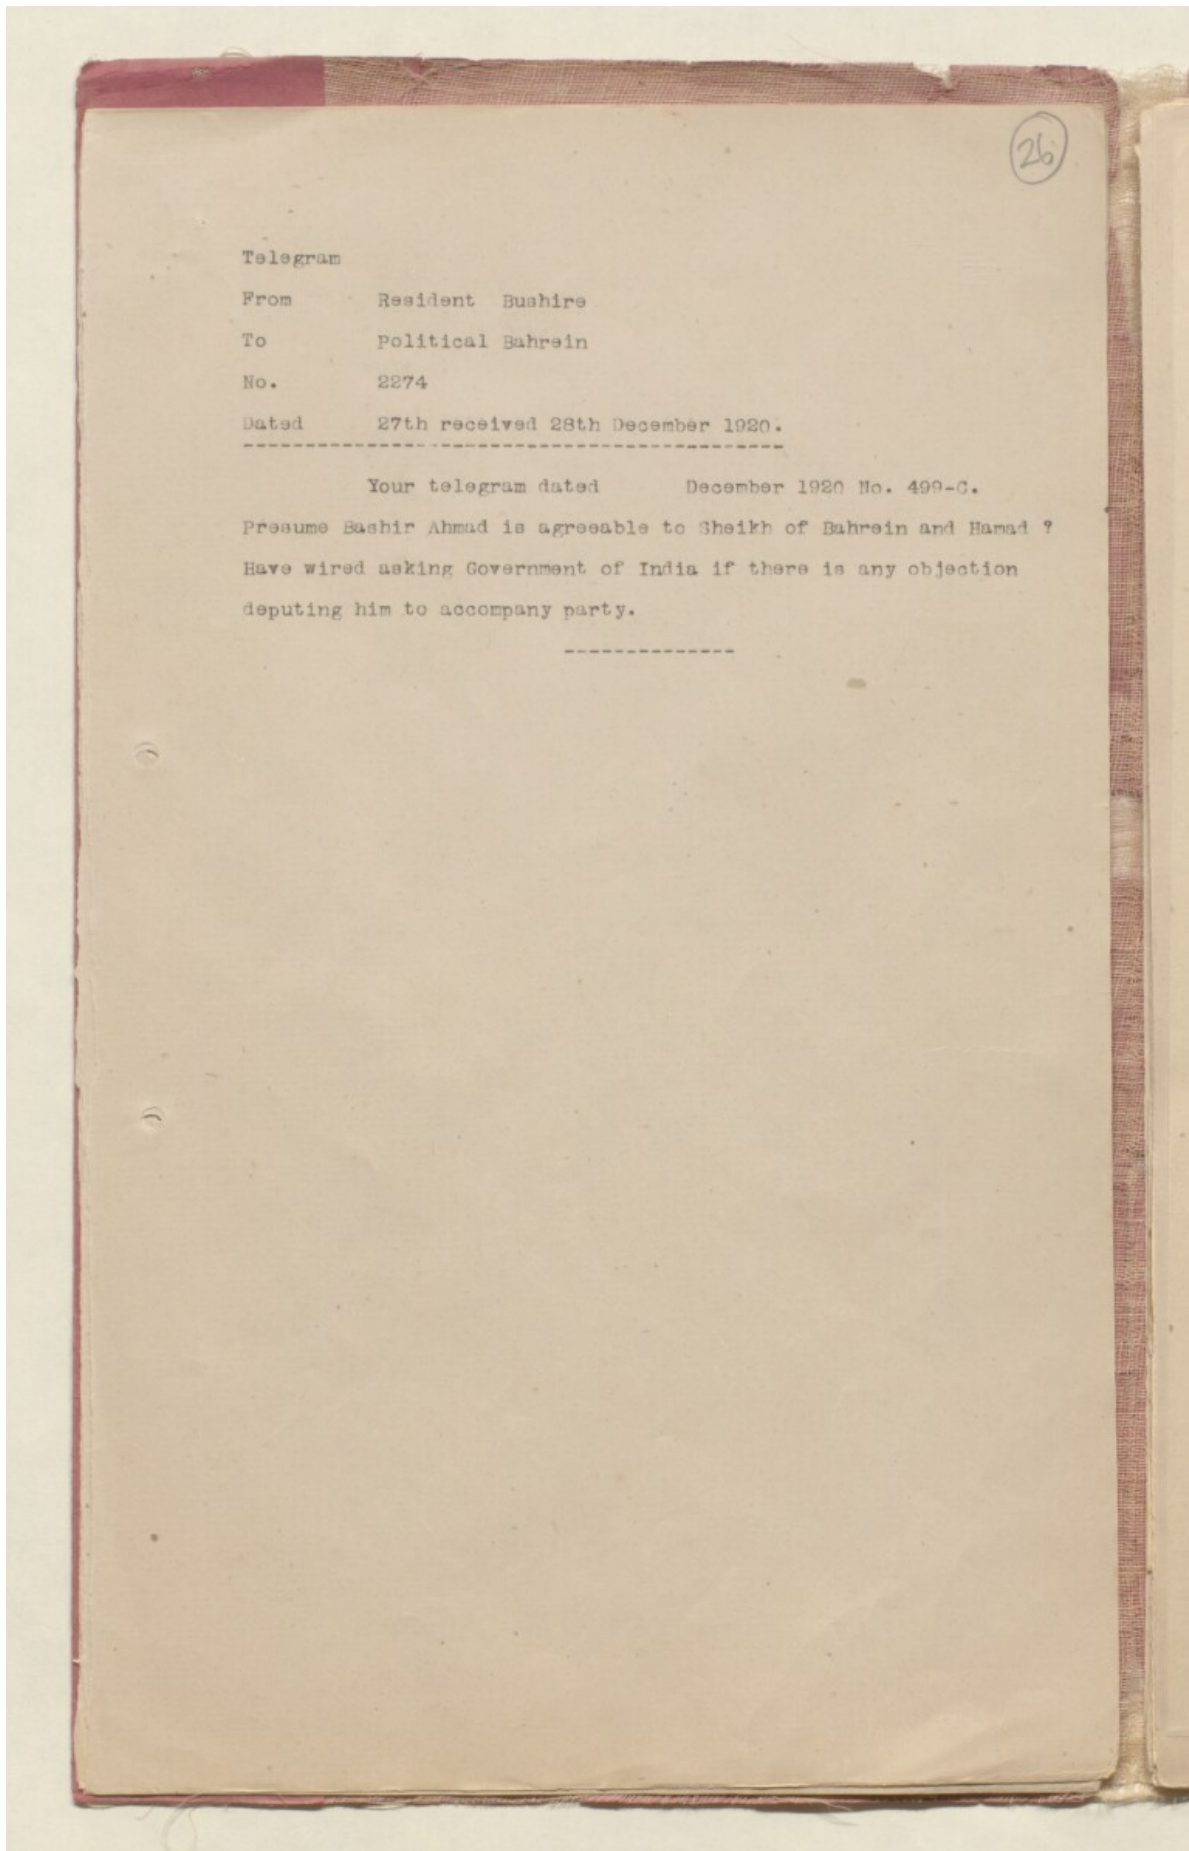 26
Telegram
From Resident Bushire
To Political Bahrein
No. 2274
Dated 27th received 28th December 1920.
Your telegram dated December 1920 No. 499-C.
Presume Bashir Ahmad is agreeable to Sheikh of Bahrein and Hamad ?
Have wired asking Government of India if there is any objection
deputing him to accompany party.